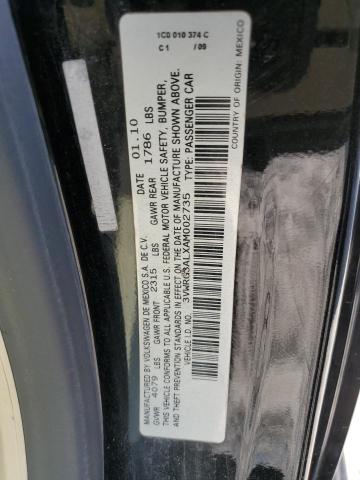 MANUFACTURED BY VOLKSWAGEN DE MEXICO S.A. DE C.V. DATE 01.10
GVWR 4079 LBS GAWR FRONT 2315 LBS GAWR REAR 1786 LBS
THIS VEHICLE CONFORMS TO ALL APPLICABLE U.S. FEDERAL MOTOR VEHICLE SAFETY, BUMPER,
AND THEFT PREVENTION STANDARDS IN EFFECT ON THE DATE OF MANUFACTURE SHOWN ABOVE.
VEHICLE I.D. NO.: 3VWRG3ALXAM002735 TYPE: PASSENGER CAR
COUNTRY OF ORIGIN: MEXICO
1C0 010 374 C
C 1 / 09